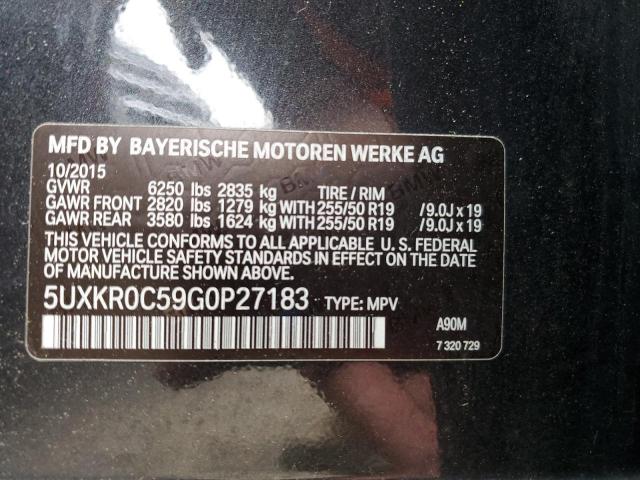 MFD BY BAYERISCHE MOTOREN WERKE AG
10/2015
GVWR 6250 lbs 2835 kg TIRE / RIM
GAWR FRONT 2820 lbs 1279 kg WITH 255/50 R19 / 9.0J x 19
GAWR REAR 3580 lbs 1624 kg WITH 255/50 R19 / 9.0J x 19
THIS VEHICLE CONFORMS TO ALL APPLICABLE U. S. FEDERAL
MOTOR VEHICLE SAFETY STANDARDS IN EFFECT ON THE
DATE OF MANUFACTURE SHOWN ABOVE.
5UXKR0C59G0P27183 TYPE: MPV
A90M
7 320 729